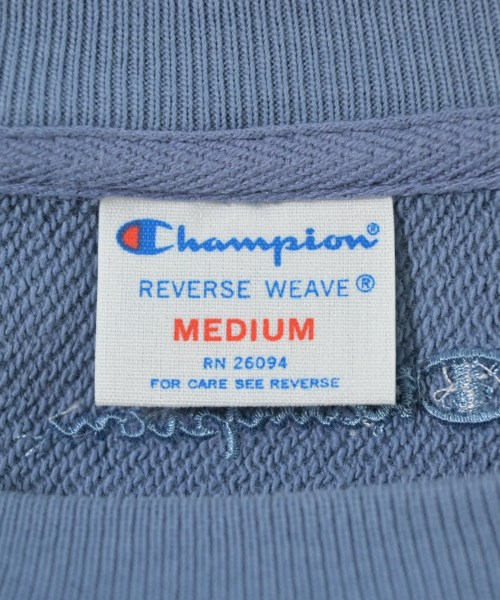 Champion®
REVERSE WEAVE®
MEDIUM
RN 26094
FOR CARE SEE REVERSE